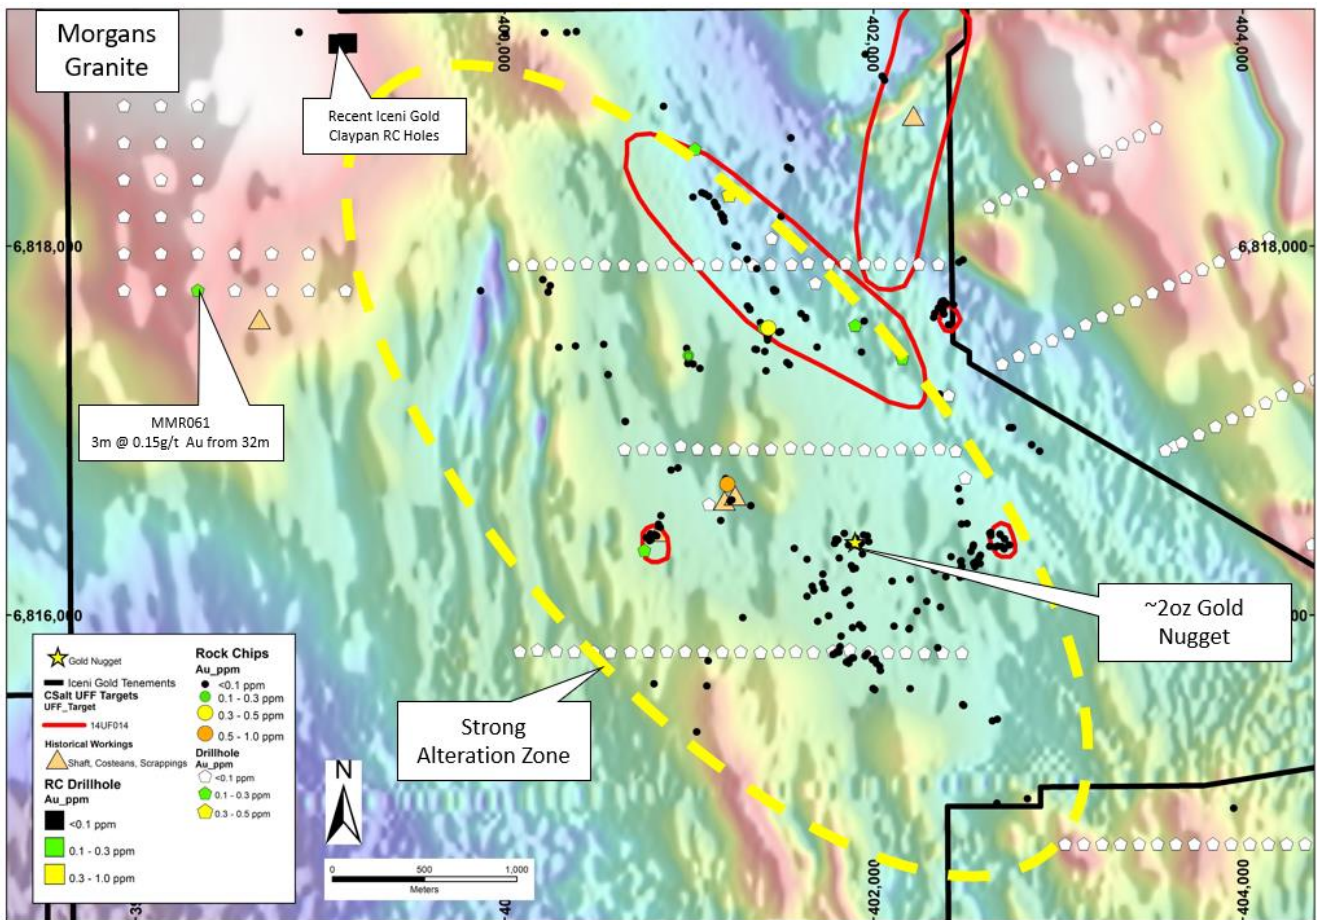 Morgans
Granite
400,000
402,000
404,000
Recent Iceni Gold
Claypan RC Holes
6,818,000
6,818,000
MMR061
3m @ 0.15g/t Au from 32m
~2oz Gold
Nugget
6,816,000
Strong
Alteration Zone
Gold Nugget
Iceni Gold Tenements
CSalt UFF Targets
UFF_Target
14UF014
Historical Workings
Shaft, Costeans, Scrappings
RC Drillhole
Au_ppm
<0.1 ppm
0.1 - 0.3 ppm
0.3 - 1.0 ppm
Rock Chips
Au_ppm
<0.1 ppm
0.1 - 0.3 ppm
0.3 - 0.5 ppm
0.5 - 1.0 ppm
Drillhole
Au_ppm
<0.1 ppm
0.1 - 0.3 ppm
0.3 - 0.5 ppm
N
0 500 1,000
Meters
402,000
404,000